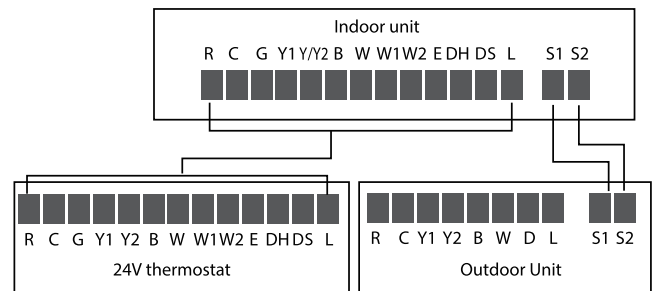 Indoor unit
R C G Y1 Y/Y2 B W W1 W2 E DH DS L S1 S2
R C G Y1 Y2 B W W1 W2 E DH DS L
R C Y1 Y2 B W D L S1 S2
24V thermostat
Outdoor Unit